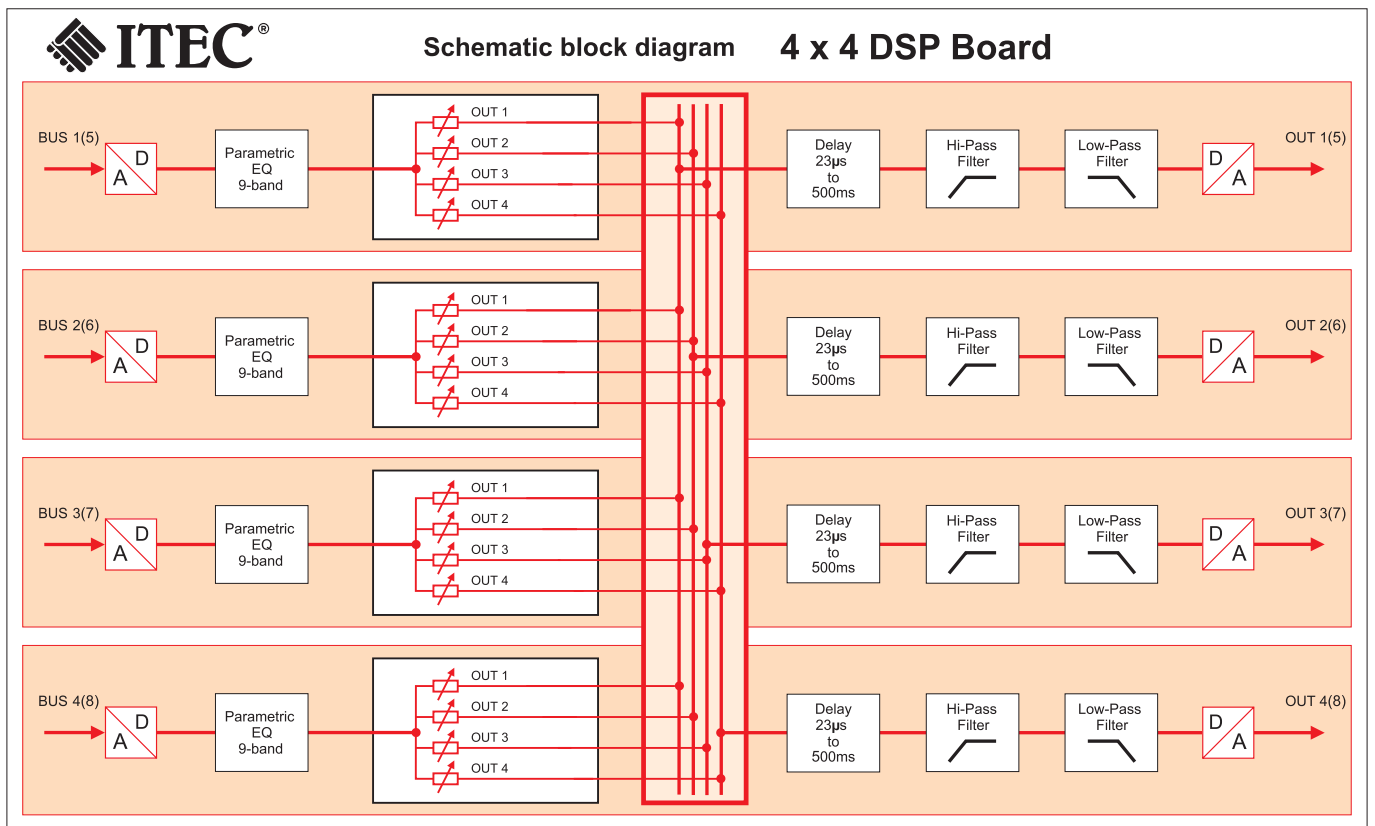 ITEC®
Schematic block diagram 4 x 4 DSP Board
BUS 1(5)
D
A
Parametric
EQ
9-band
OUT 1
OUT 2
OUT 3
OUT 4
Delay
23µs
to
500ms
Hi-Pass
Filter
Low-Pass
Filter
D
A
OUT 1(5)
BUS 2(6)
D
A
Parametric
EQ
9-band
OUT 1
OUT 2
OUT 3
OUT 4
Delay
23µs
to
500ms
Hi-Pass
Filter
Low-Pass
Filter
D
A
OUT 2(6)
BUS 3(7)
D
A
Parametric
EQ
9-band
OUT 1
OUT 2
OUT 3
OUT 4
Delay
23µs
to
500ms
Hi-Pass
Filter
Low-Pass
Filter
D
A
OUT 3(7)
BUS 4(8)
D
A
Parametric
EQ
9-band
OUT 1
OUT 2
OUT 3
OUT 4
Delay
23µs
to
500ms
Hi-Pass
Filter
Low-Pass
Filter
D
A
OUT 4(8)